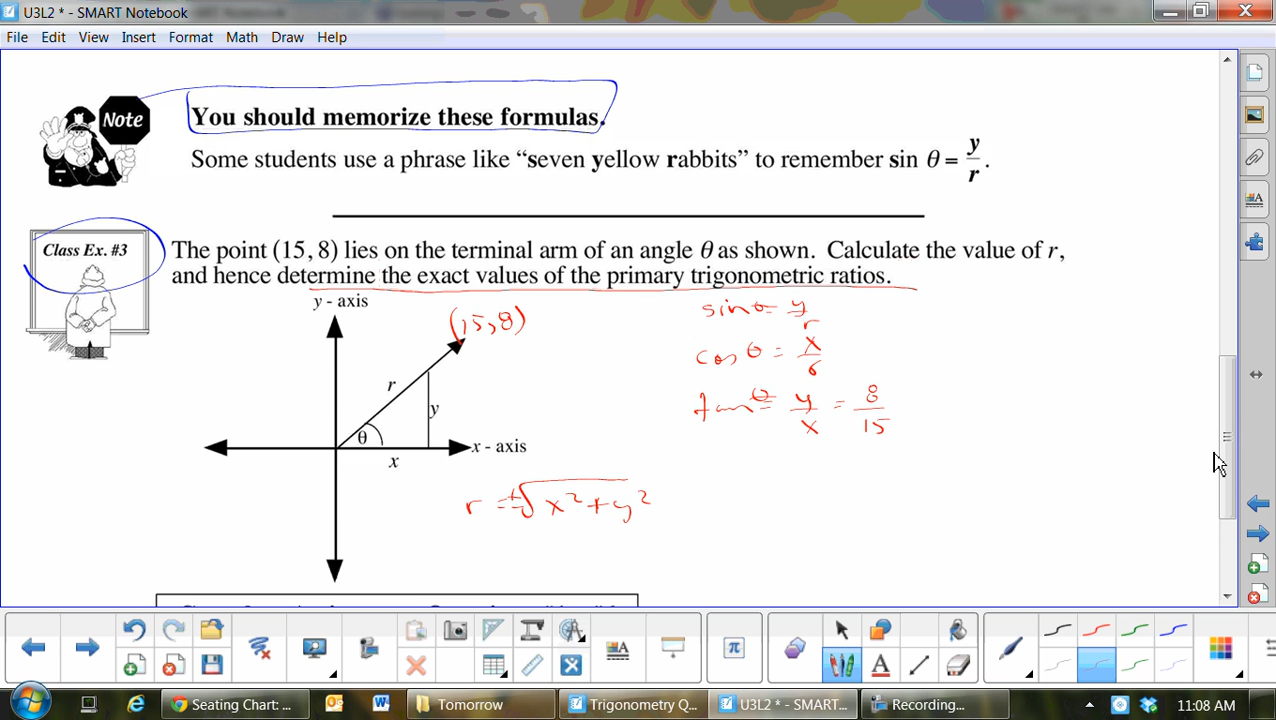 U3L2 * - SMART Notebook
File Edit View Insert Format Math Draw Help
Note
You should memorize these formulas.
Some students use a phrase like “seven yellow rabbits” to remember sin θ = y/r.
Class Ex. #3
The point (15, 8) lies on the terminal arm of an angle θ as shown. Calculate the value of r,
and hence determine the exact values of the primary trigonometric ratios.
y - axis
(15,8)
r
y
θ
x - axis
x
sin θ = y/r
cos θ = x/r
tan θ = y/x = 8/15
r = ±√x² + y²
π
A
Seating Chart: ...
Tomorrow
Trigonometry Q...
U3L2 * - SMART...
Recording...
11:08 AM